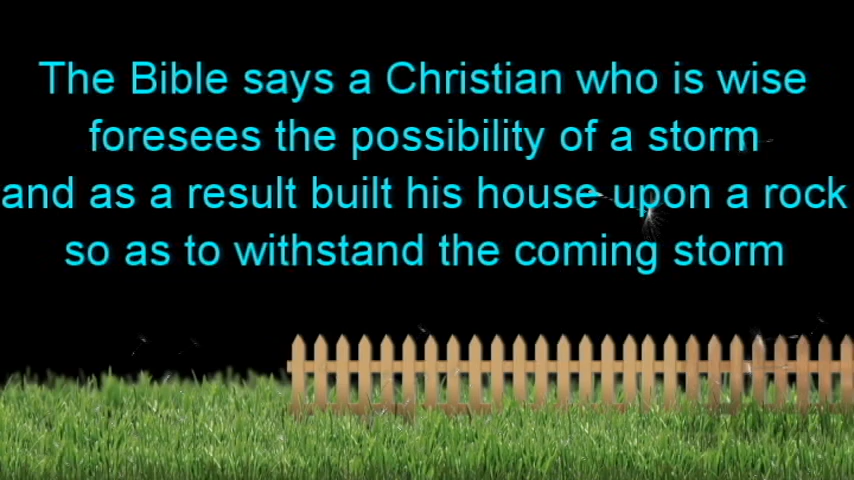 The Bible says a Christian who is wise
foresees the possibility of a storm
and as a result built his house upon a rock
so as to withstand the coming storm